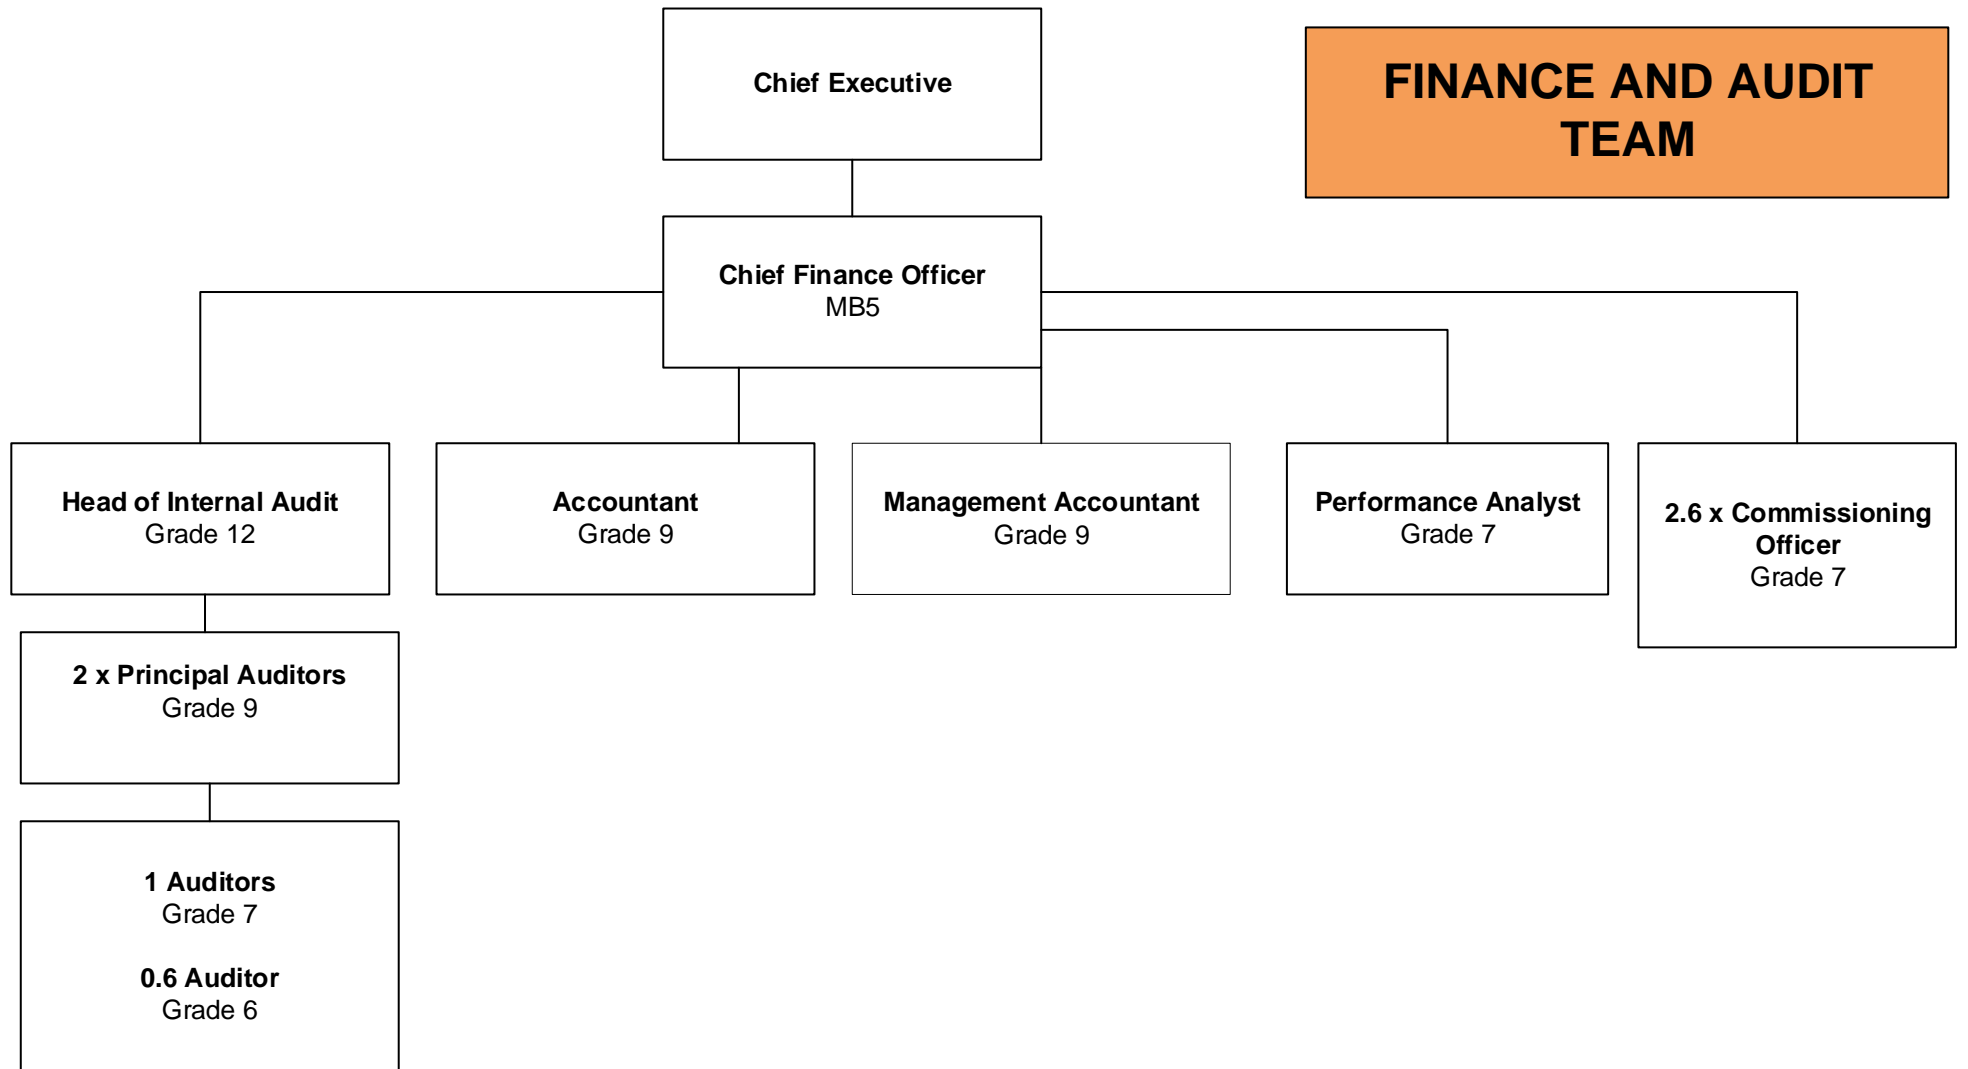 Chief Executive
FINANCE AND AUDIT
TEAM
Chief Finance Officer
MB5
Head of Internal Audit
Grade 12
Accountant
Grade 9
Management Accountant
Grade 9
Performance Analyst
Grade 7
2.6 x Commissioning
Officer
Grade 7
2 x Principal Auditors
Grade 9
1 Auditors
Grade 7
0.6 Auditor
Grade 6